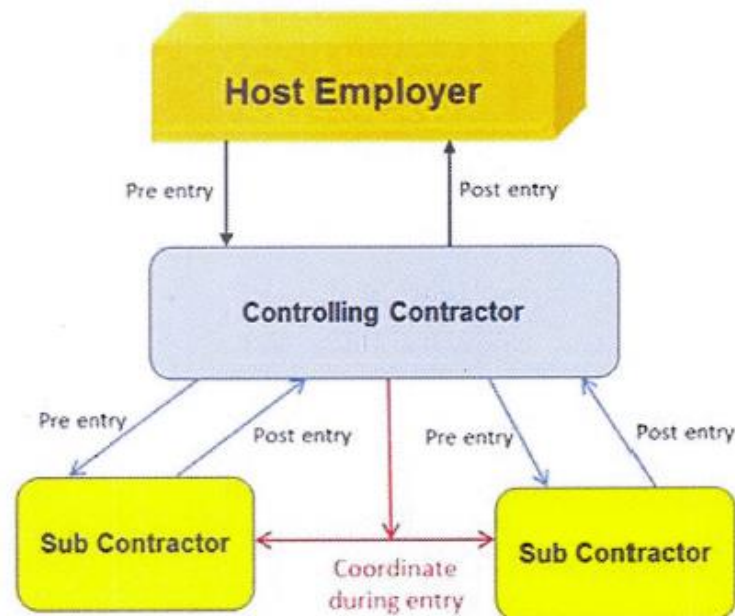 Host Employer
Pre entry
Post entry
Controlling Contractor
Pre entry
Post entry
Pre entry
Post entry
Sub Contractor
Sub Contractor
Coordinate
during entry